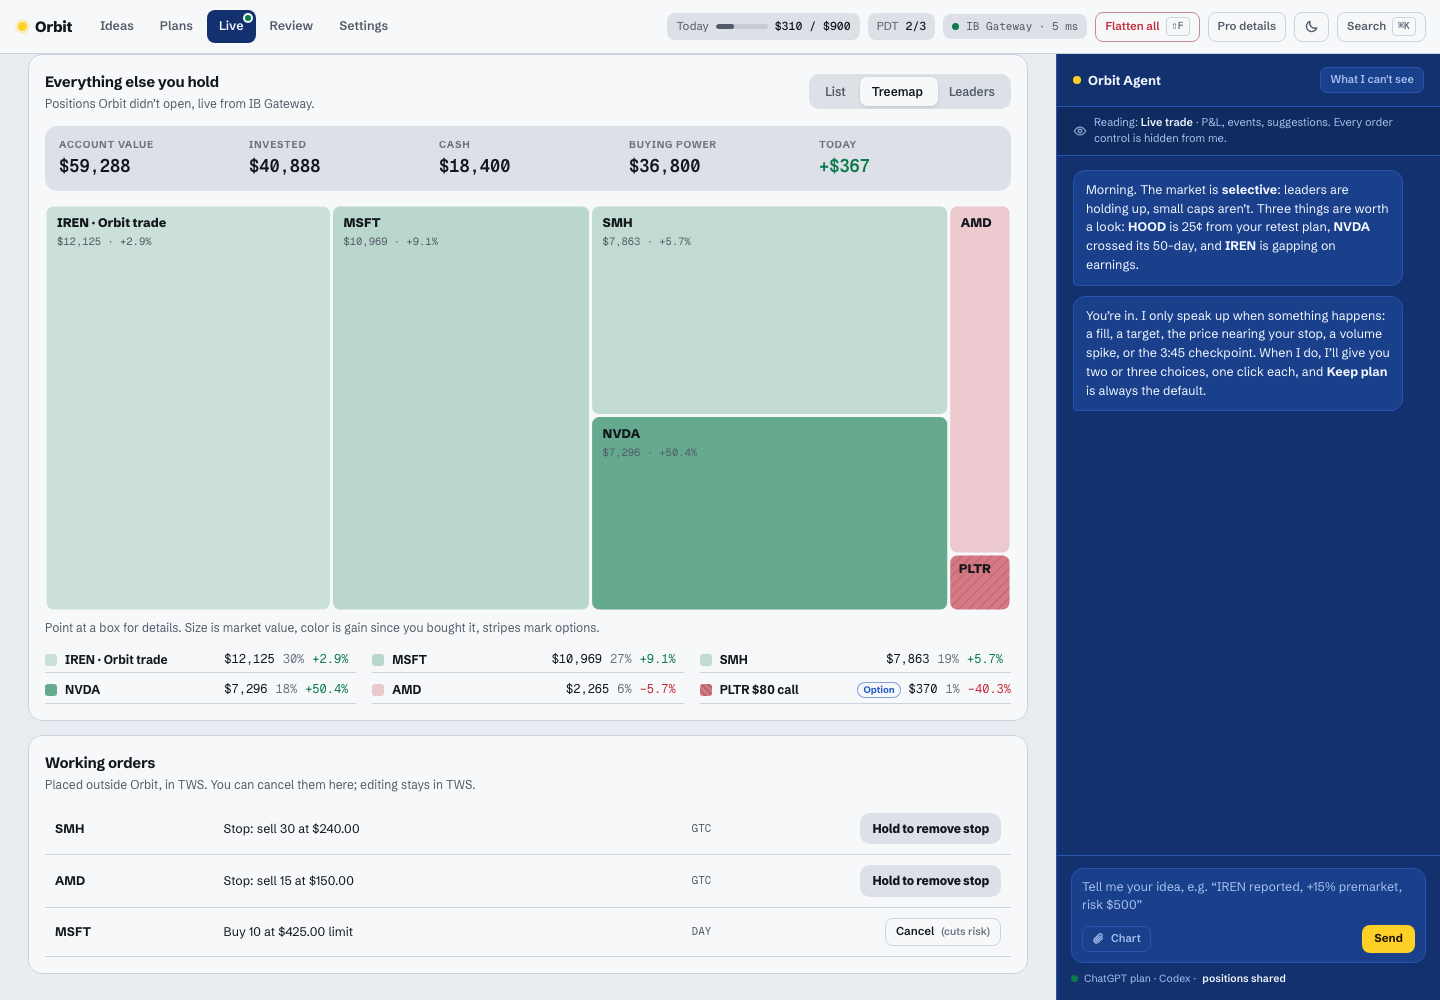 Orbit
Ideas
Plans
Live
Review
Settings
Today $310 / $900
PDT 2/3
IB Gateway · 5 ms
Flatten all ⇧F
Pro details
Search ⌘K
Everything else you hold
Positions Orbit didn't open, live from IB Gateway.
List
Treemap
Leaders
ACCOUNT VALUE
$59,288
INVESTED
$40,888
CASH
$18,400
BUYING POWER
$36,800
TODAY
+$367
IREN · Orbit trade
$12,125 · +2.9%
MSFT
$10,969 · +9.1%
SMH
$7,863 · +5.7%
NVDA
$7,296 · +50.4%
AMD
PLTR
Point at a box for details. Size is market value, color is gain since you bought it, stripes mark options.
IREN · Orbit trade $12,125 30% +2.9%
MSFT $10,969 27% +9.1%
SMH $7,863 19% +5.7%
NVDA $7,296 18% +50.4%
AMD $2,265 6% −5.7%
PLTR $80 call Option $370 1% −40.3%
Working orders
Placed outside Orbit, in TWS. You can cancel them here; editing stays in TWS.
SMH Stop: sell 30 at $240.00 GTC Hold to remove stop
AMD Stop: sell 15 at $150.00 GTC Hold to remove stop
MSFT Buy 10 at $425.00 limit DAY Cancel (cuts risk)
Orbit Agent
What I can't see
Reading: Live trade · P&L, events, suggestions. Every order
control is hidden from me.
Morning. The market is selective: leaders are
holding up, small caps aren't. Three things are worth
a look: HOOD is 25¢ from your retest plan, NVDA
crossed its 50-day, and IREN is gapping on
earnings.
You're in. I only speak up when something happens:
a fill, a target, the price nearing your stop, a volume
spike, or the 3:45 checkpoint. When I do, I'll give you
two or three choices, one click each, and Keep plan
is always the default.
Tell me your idea, e.g. “IREN reported, +15% premarket,
risk $500”
Chart
Send
ChatGPT plan · Codex · positions shared